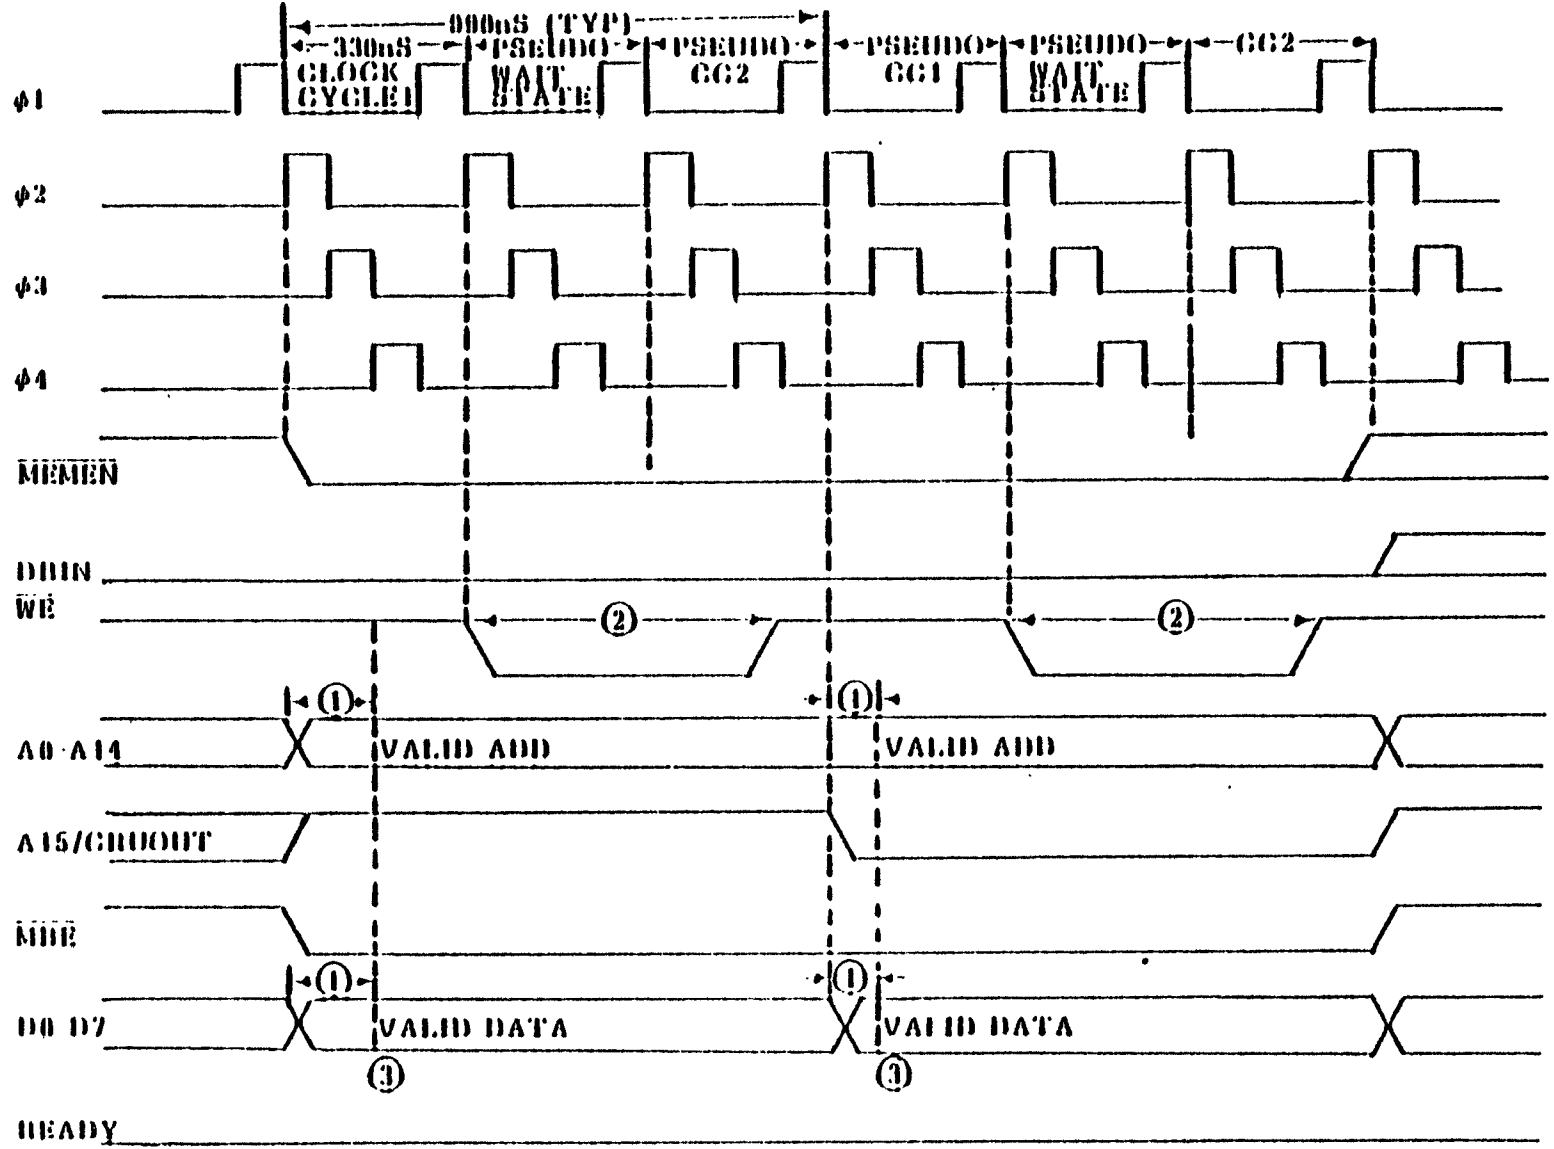 990nS (TYP)
330nS PSEUDO PSEUDO PSEUDO PSEUDO CC2
CLOCK WAIT CC2 CC1 WAIT
CYCLE1 STATE STATE
φ1
φ2
φ3
φ4
MEMEN
DBIN
WE
2 2
1 1
A0-A14 VALID ADD VALID ADD
A15/CRUOUT
MBE
1 1
D0-D7 VALID DATA VALID DATA
3 3
READY